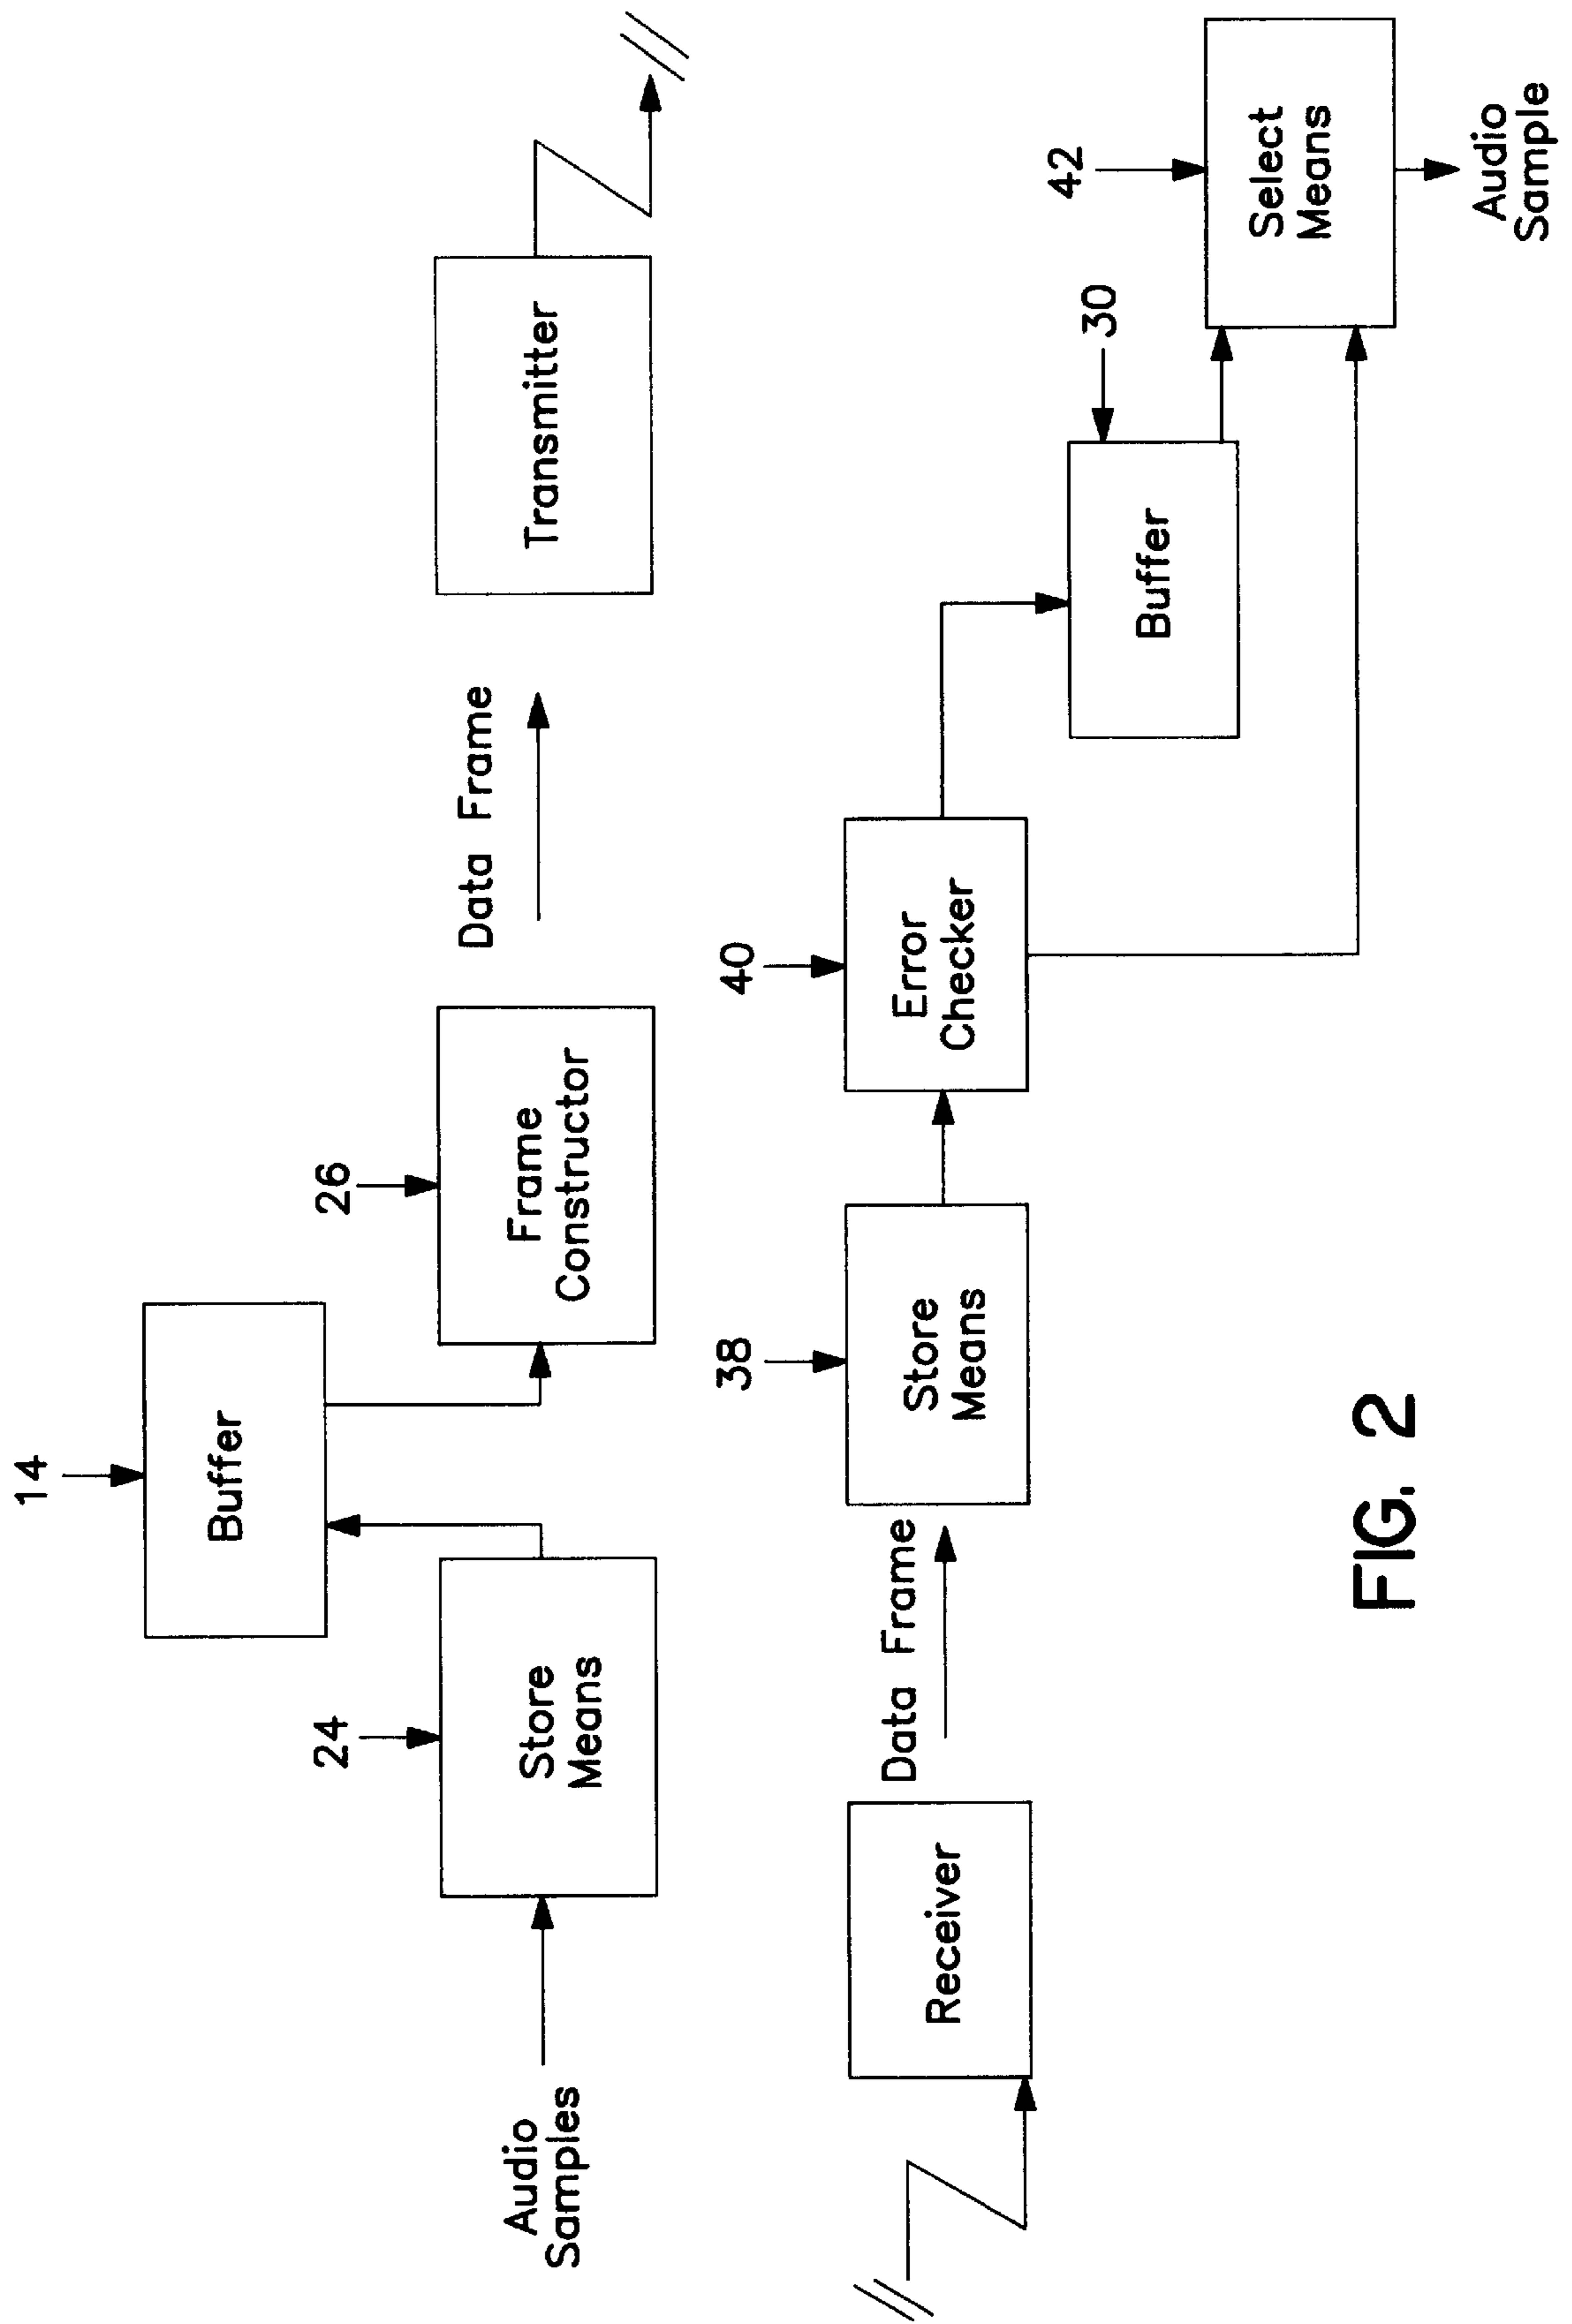 14
Buffer
24
Store
Means
26
Frame
Constructor
Audio
Samples
Data Frame
Transmitter
Receiver
Data Frame
38
Store
Means
40
Error
Checker
30
Buffer
42
Select
Means
Audio
Sample
FIG. 2